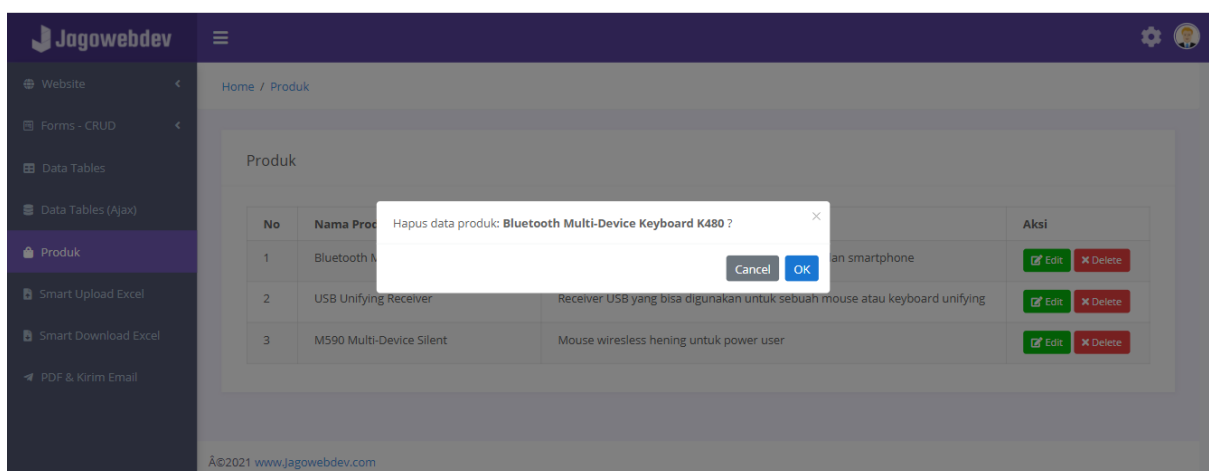 Jagowebdev
Website
Forms - CRUD
Data Tables
Data Tables (Ajax)
Produk
Smart Upload Excel
Smart Download Excel
PDF & Kirim Email
Home / Produk
Produk
No Nama Prod Aksi
Hapus data produk: Bluetooth Multi-Device Keyboard K480 ?
×
Cancel OK
1 Bluetooth M an smartphone Edit Delete
2 USB Unifying Receiver Receiver USB yang bisa digunakan untuk sebuah mouse atau keyboard unifying Edit Delete
3 M590 Multi-Device Silent Mouse wiresless hening untuk power user Edit Delete
Â©2021 www.Jagowebdev.com